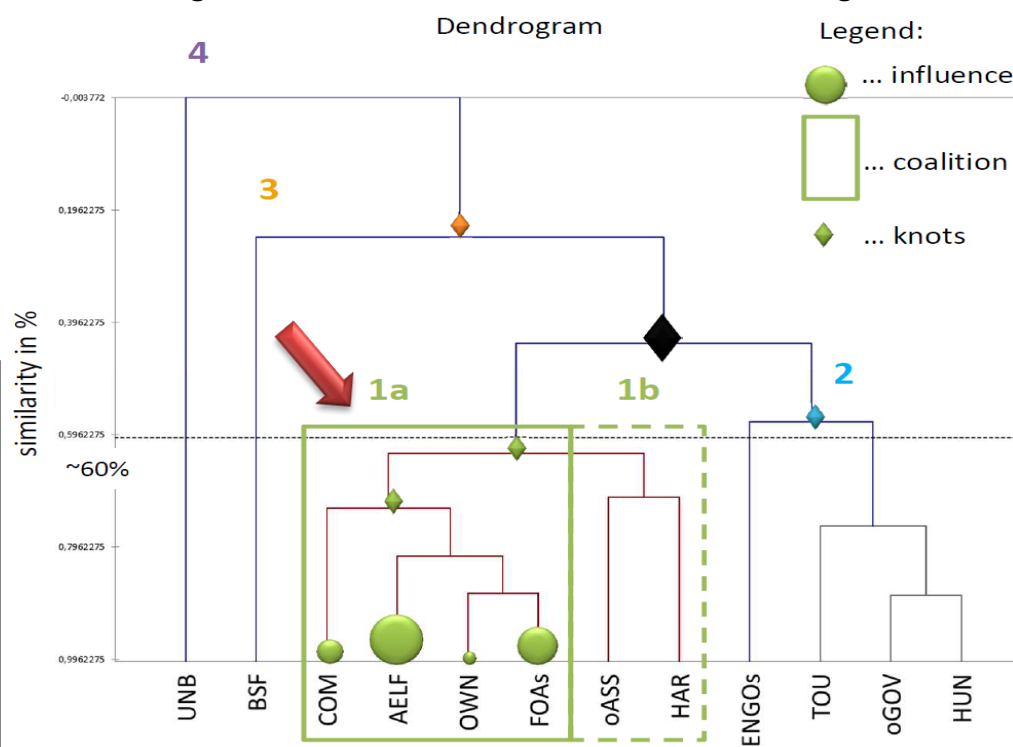 Dendrogram
Legend:
4
... influence
-0,003772
... coalition
3
0,1962275
... knots
0,3962275
similarity in %
1a
1b
2
0,5962275
~60%
0,7962275
0,9962275
UNB
BSF
COM
AELF
OWN
FOAs
oASS
HAR
ENGOs
TOU
oGOV
HUN